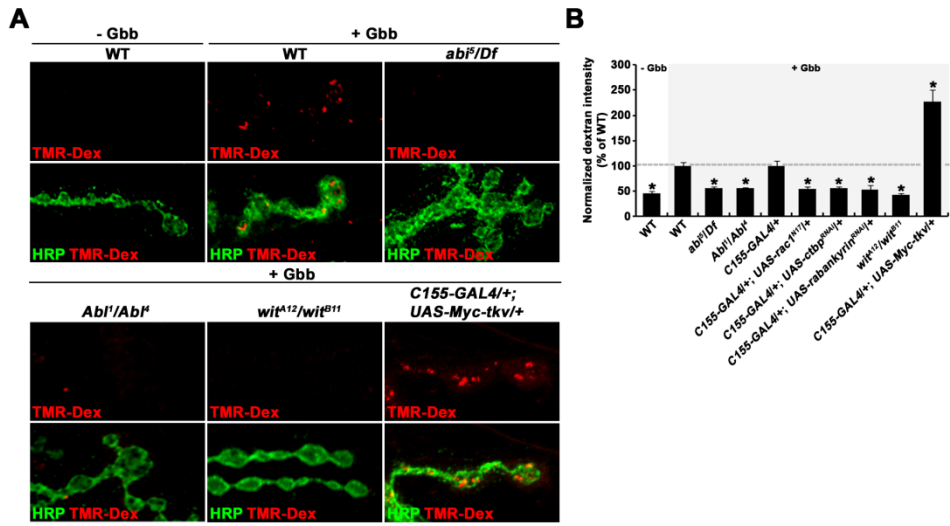 A
- Gbb
+ Gbb
WT
WT
abi⁵/Df
TMR-Dex
TMR-Dex
TMR-Dex
HRP TMR-Dex
HRP TMR-Dex
HRP TMR-Dex
+ Gbb
Abl¹/Abl⁴
witᴬ¹²/witᴮ¹¹
C155-GAL4/+;
UAS-Myc-tkv/+
TMR-Dex
TMR-Dex
TMR-Dex
HRP TMR-Dex
HRP TMR-Dex
HRP TMR-Dex
B
Normalized dextran intensity
(% of WT)
300
250
200
150
100
50
0
- Gbb
+ Gbb
*
*
*
*
*
*
*
*
WT
WT
abi⁵/Df
Abl¹/Abl⁴
C155-GAL4/+
C155-GAL4/+; UAS-rac1ᴺ¹⁷/+
C155-GAL4/+; UAS-ctbpᴿᴺᴬⁱ/+
C155-GAL4/+; UAS-rabankyrinᴿᴺᴬⁱ/+
witᴬ¹²/witᴮ¹¹
C155-GAL4/+; UAS-Myc-tkv/+